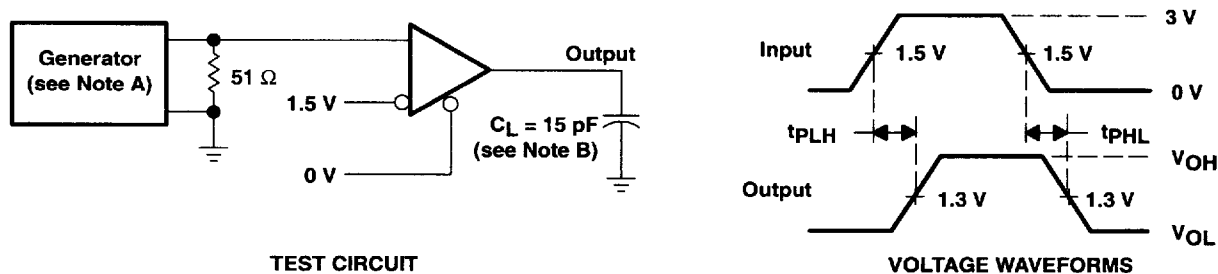 Generator
(see Note A)
51 Ω
1.5 V
0 V
Output
CL = 15 pF
(see Note B)
TEST CIRCUIT
Input
1.5 V
1.5 V
3 V
0 V
tPLH
tPHL
Output
1.3 V
1.3 V
VOH
VOL
VOLTAGE WAVEFORMS